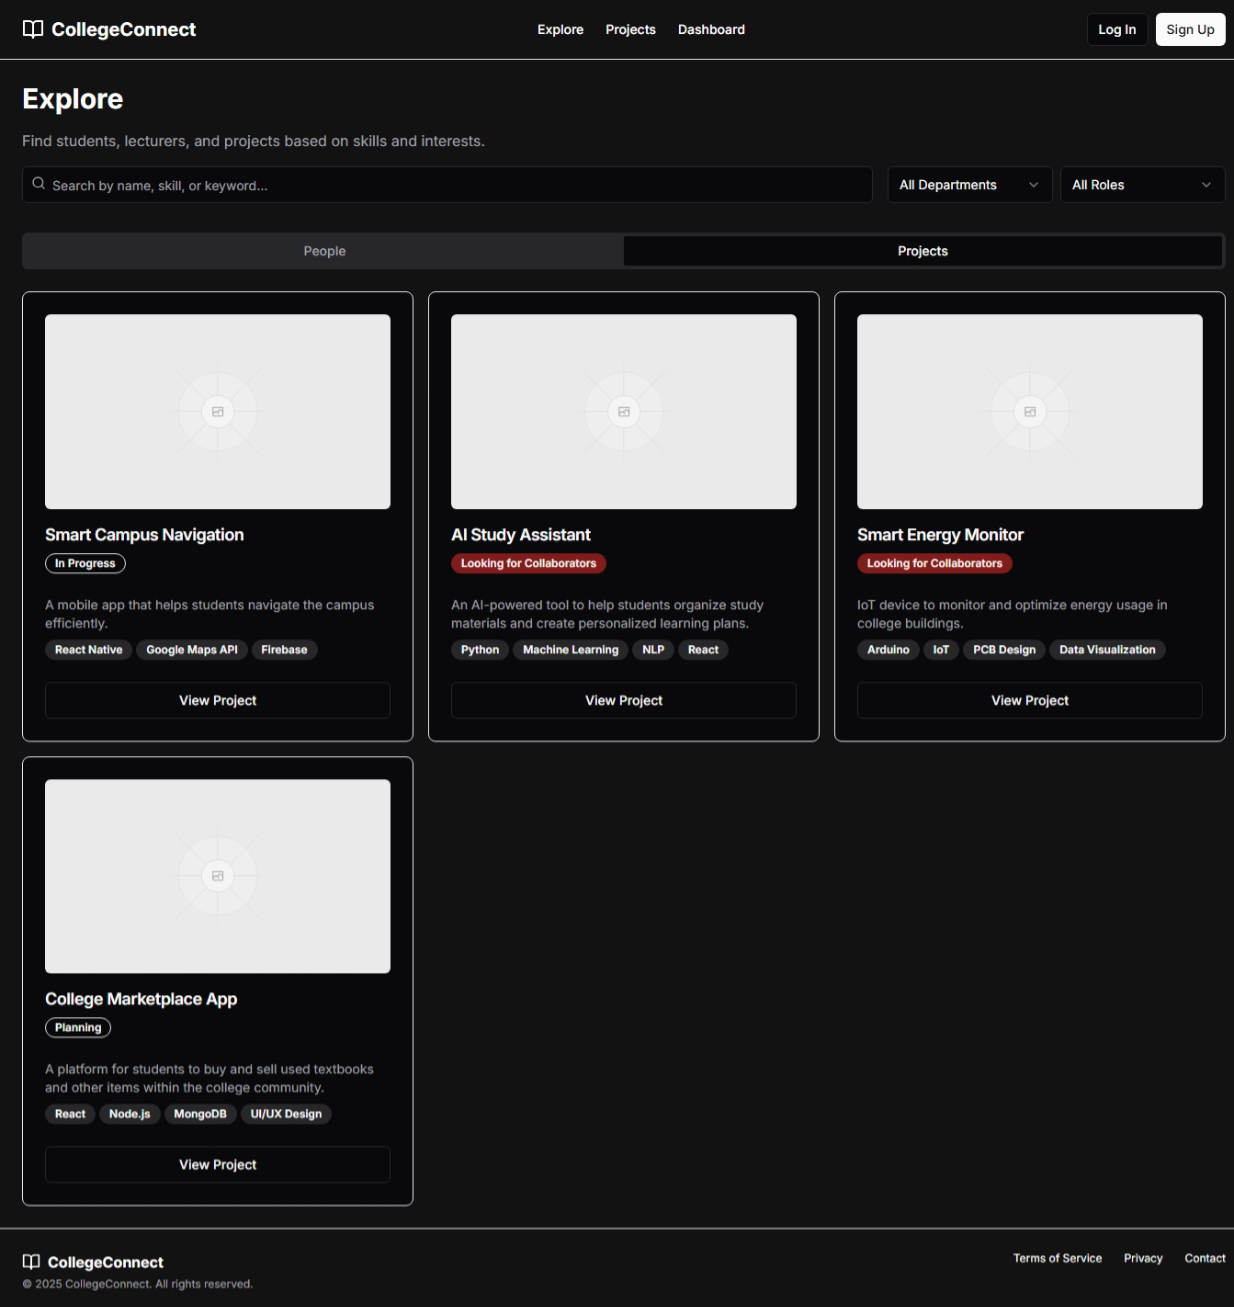 CollegeConnect
Explore
Projects
Dashboard
Log In
Sign Up
Explore
Find students, lecturers, and projects based on skills and interests.
Search by name, skill, or keyword...
All Departments
All Roles
People
Projects
Smart Campus Navigation
In Progress
A mobile app that helps students navigate the campus
efficiently.
React Native
Google Maps API
Firebase
View Project
AI Study Assistant
Looking for Collaborators
An AI-powered tool to help students organize study
materials and create personalized learning plans.
Python
Machine Learning
NLP
React
View Project
Smart Energy Monitor
Looking for Collaborators
IoT device to monitor and optimize energy usage in
college buildings.
Arduino
IoT
PCB Design
Data Visualization
View Project
College Marketplace App
Planning
A platform for students to buy and sell used textbooks
and other items within the college community.
React
Node.js
MongoDB
UI/UX Design
View Project
CollegeConnect
© 2025 CollegeConnect. All rights reserved.
Terms of Service
Privacy
Contact